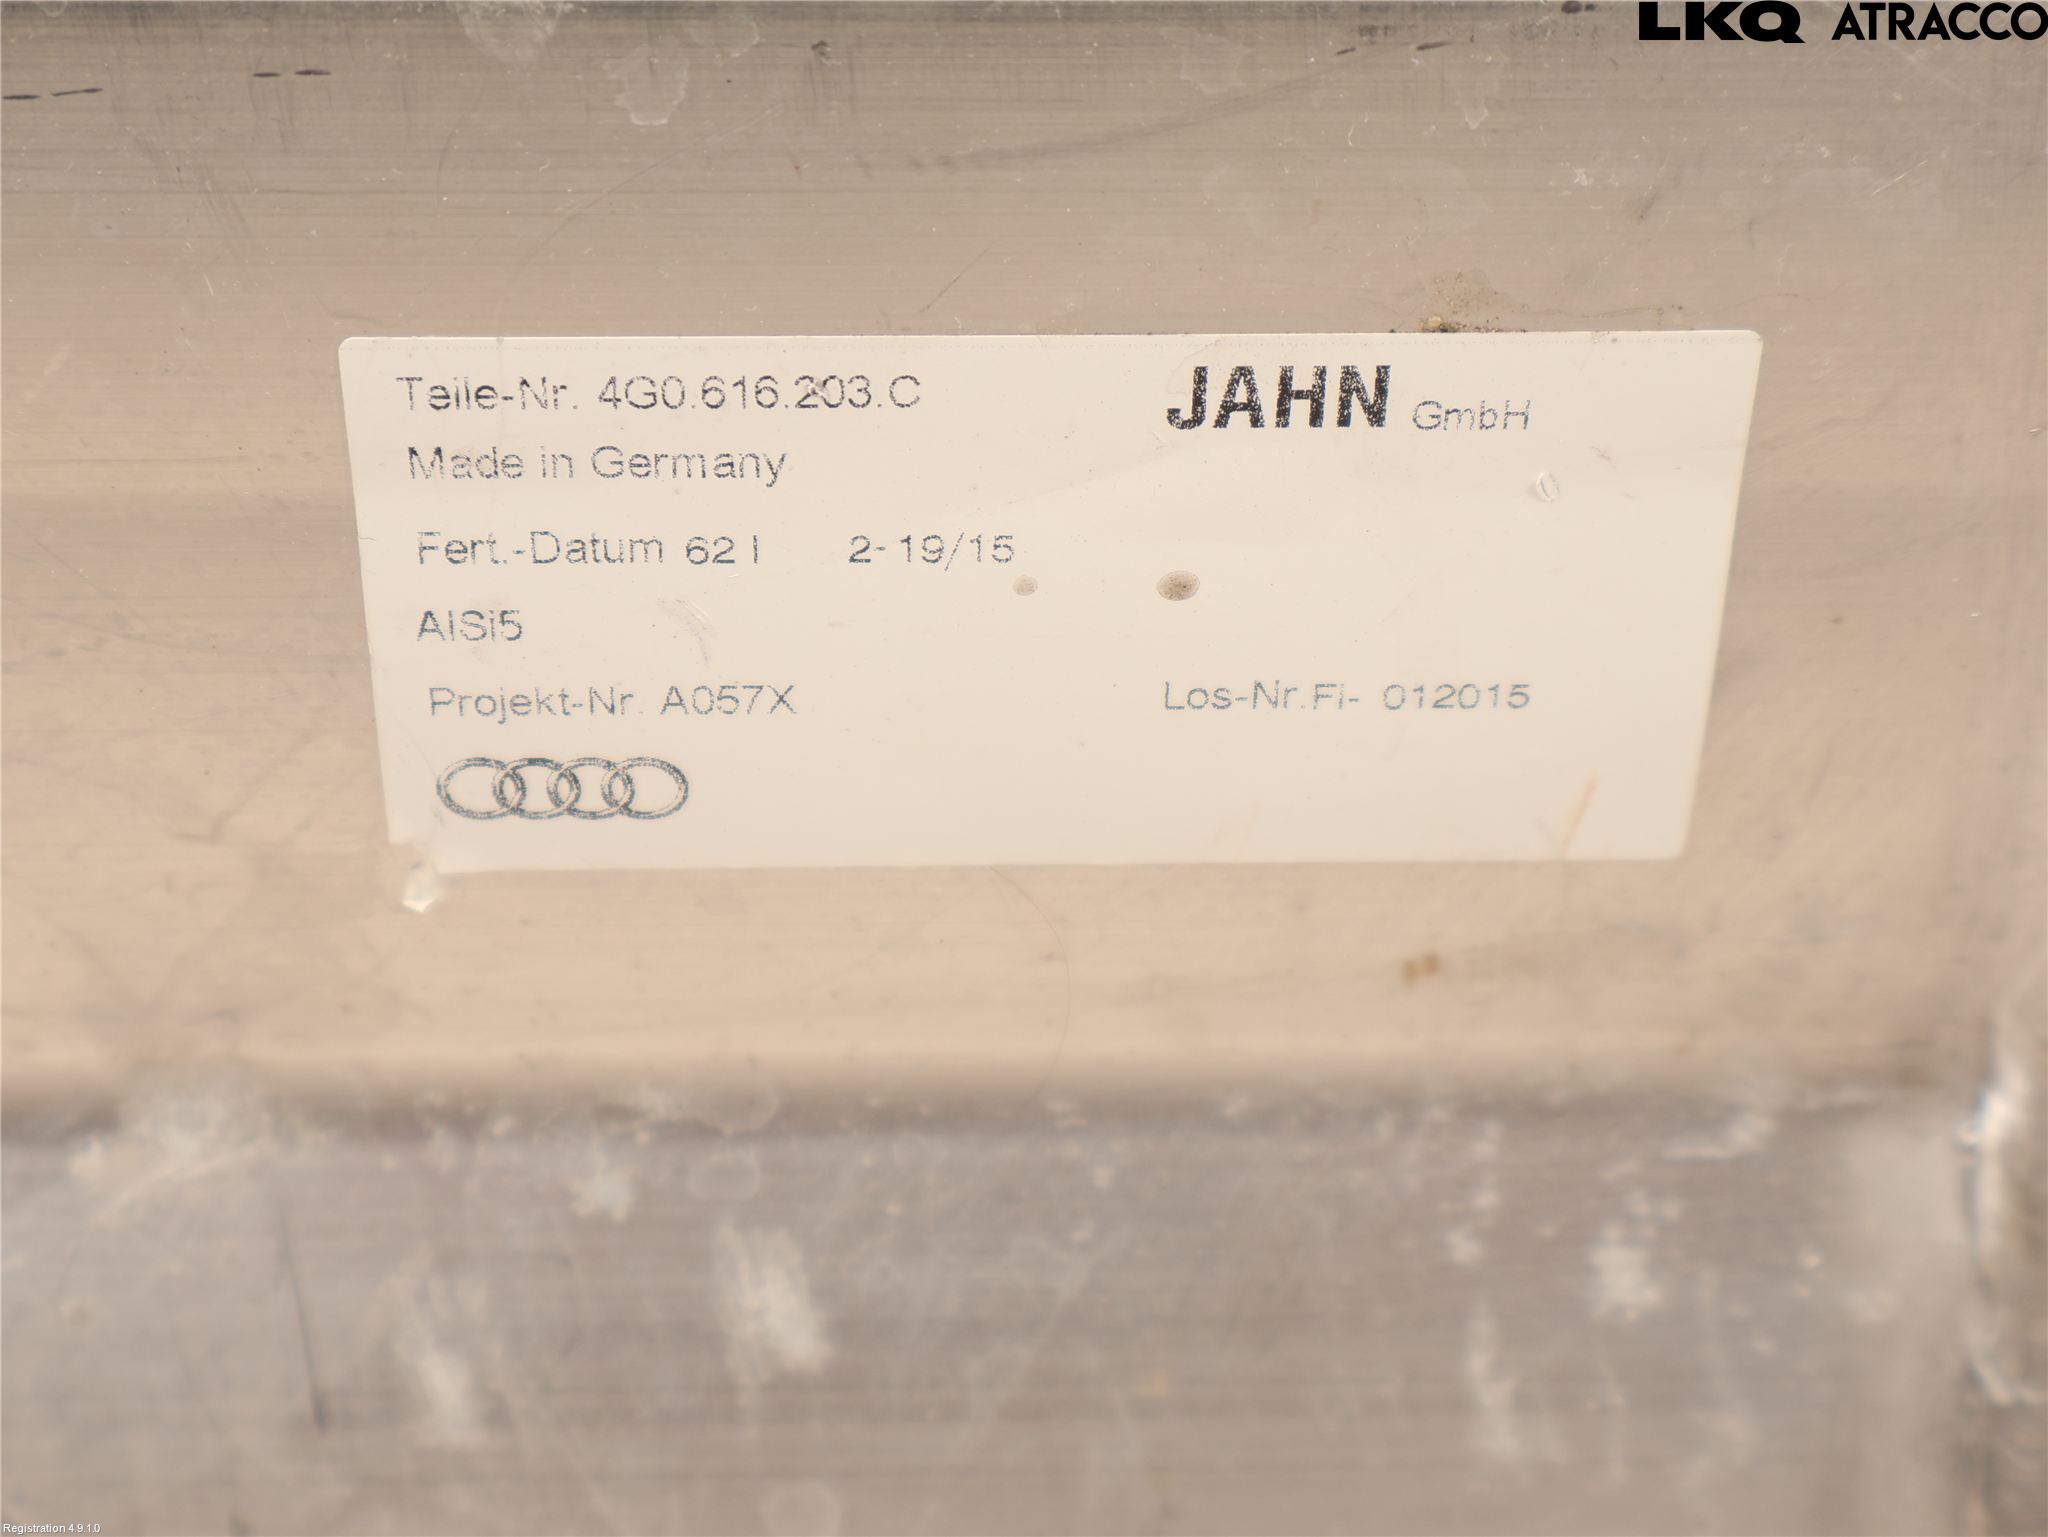 LKQ ATRACCO
Teile-Nr. 4G0.616.203.C
JAHN GmbH
Made in Germany
Fert.-Datum 62 I 2-19/15
AlSi5
Projekt-Nr. A057X
Los-Nr.Fi- 012015
Registration 4.9.1.0